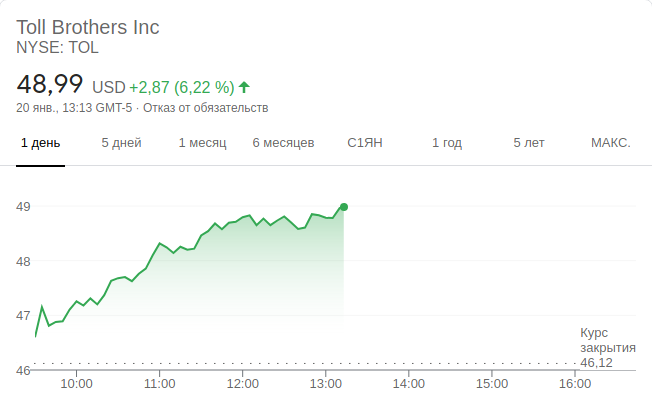 Toll Brothers Inc
NYSE: TOL
48,99 USD +2,87 (6,22 %)
20 янв., 13:13 GMT-5 · Отказ от обязательств
1 день 5 дней 1 месяц 6 месяцев С1ЯН 1 год 5 лет МАКС.
49
48
47
46
Курс
закрытия
46,12
10:00 11:00 12:00 13:00 14:00 15:00 16:00